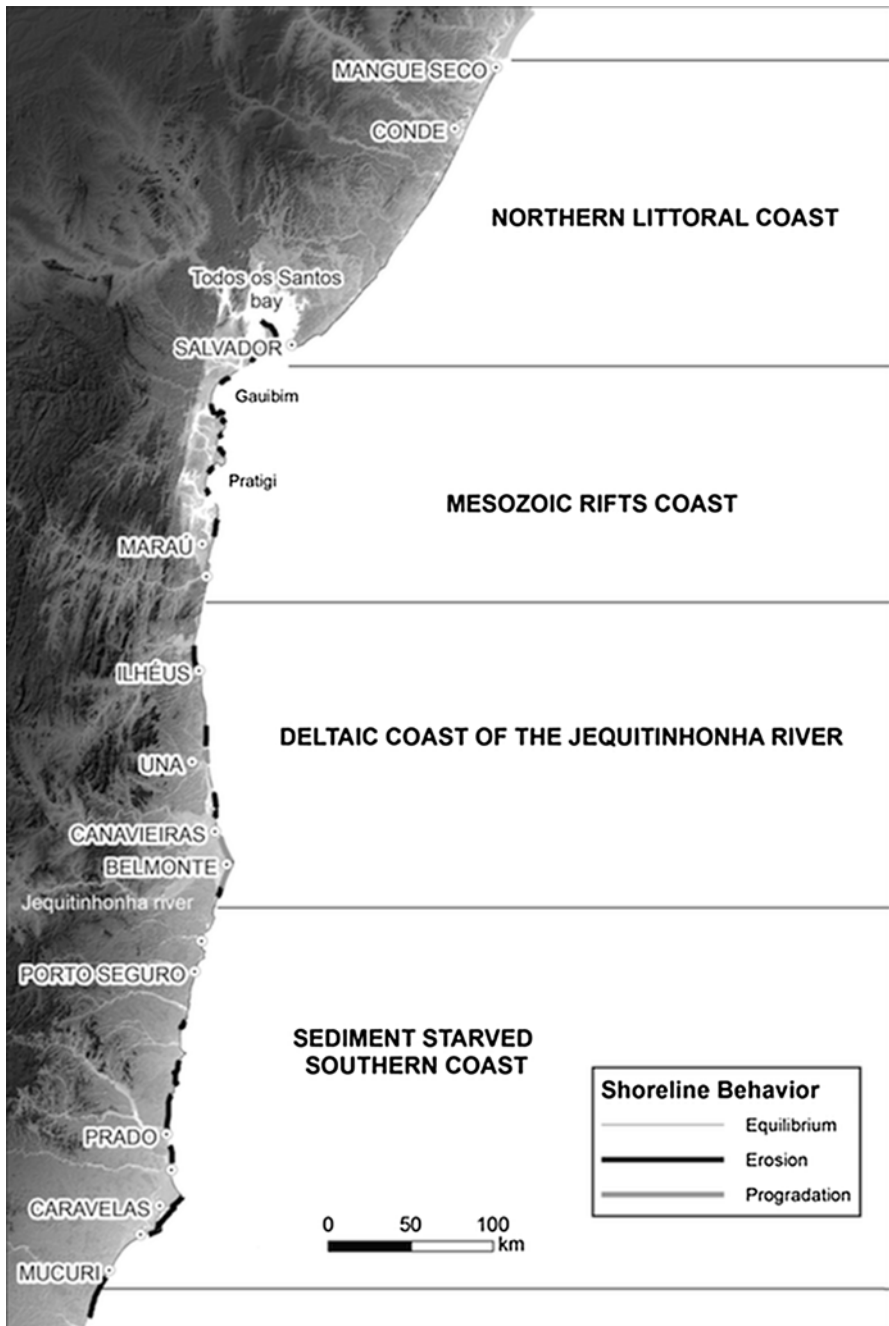 MANGUE SECO
CONDE
NORTHERN LITTORAL COAST
Todos os Santos
bay
SALVADOR
Gauibim
Pratigi
MESOZOIC RIFTS COAST
MARAÚ
ILHÉUS
DELTAIC COAST OF THE JEQUITINHONHA RIVER
UNA
CANAVIEIRAS
BELMONTE
Jequitinhonha river
PORTO SEGURO
SEDIMENT STARVED
SOUTHERN COAST
PRADO
CARAVELAS
MUCURI
0 50 100
km
Shoreline Behavior
Equilibrium
Erosion
Progradation